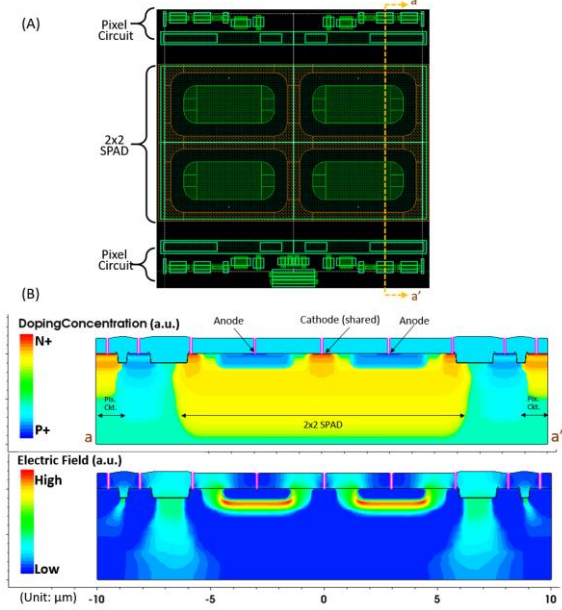 (A)
Pixel
Circuit
a
2x2
SPAD
Pixel
Circuit
a'
(B)
DopingConcentration (a.u.)
Anode
Cathode (shared)
Anode
N+
P+
Pix.
Ckt.
2x2 SPAD
Pix.
Ckt.
a
a'
Electric Field (a.u.)
High
Low
(Unit: μm)
-10
-5
0
5
10